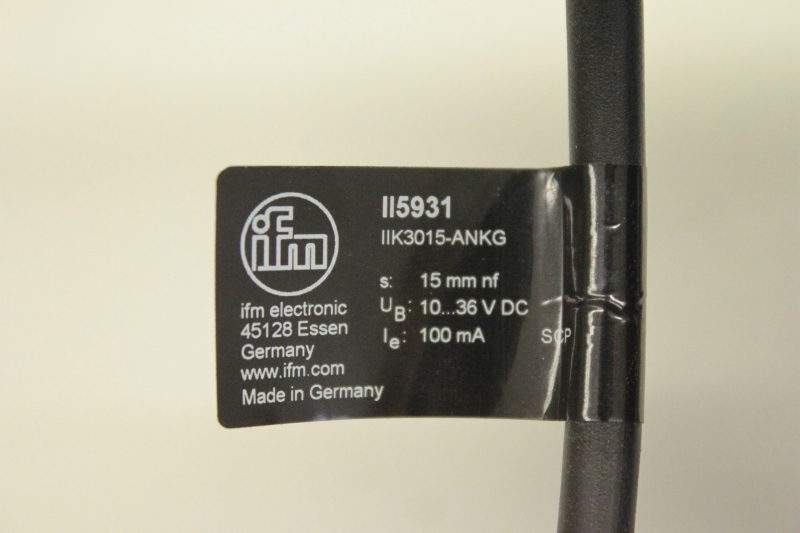 ifm
ifm electronic
45128 Essen
Germany
www.ifm.com
Made in Germany
II5931
IIK3015-ANKG
s: 15 mm nf
UB: 10...36 V DC
Ie: 100 mA SCP